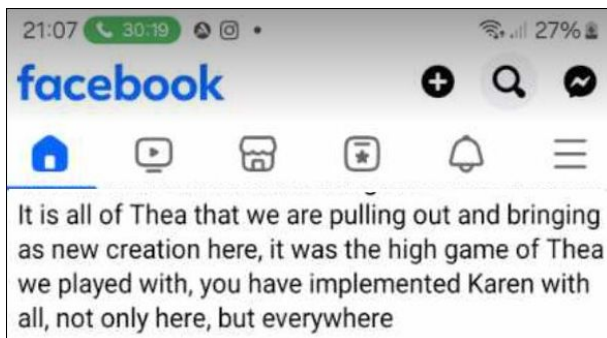 21:07 30:19 27%
facebook
It is all of Thea that we are pulling out and bringing
as new creation here, it was the high game of Thea
we played with, you have implemented Karen with
all, not only here, but everywhere